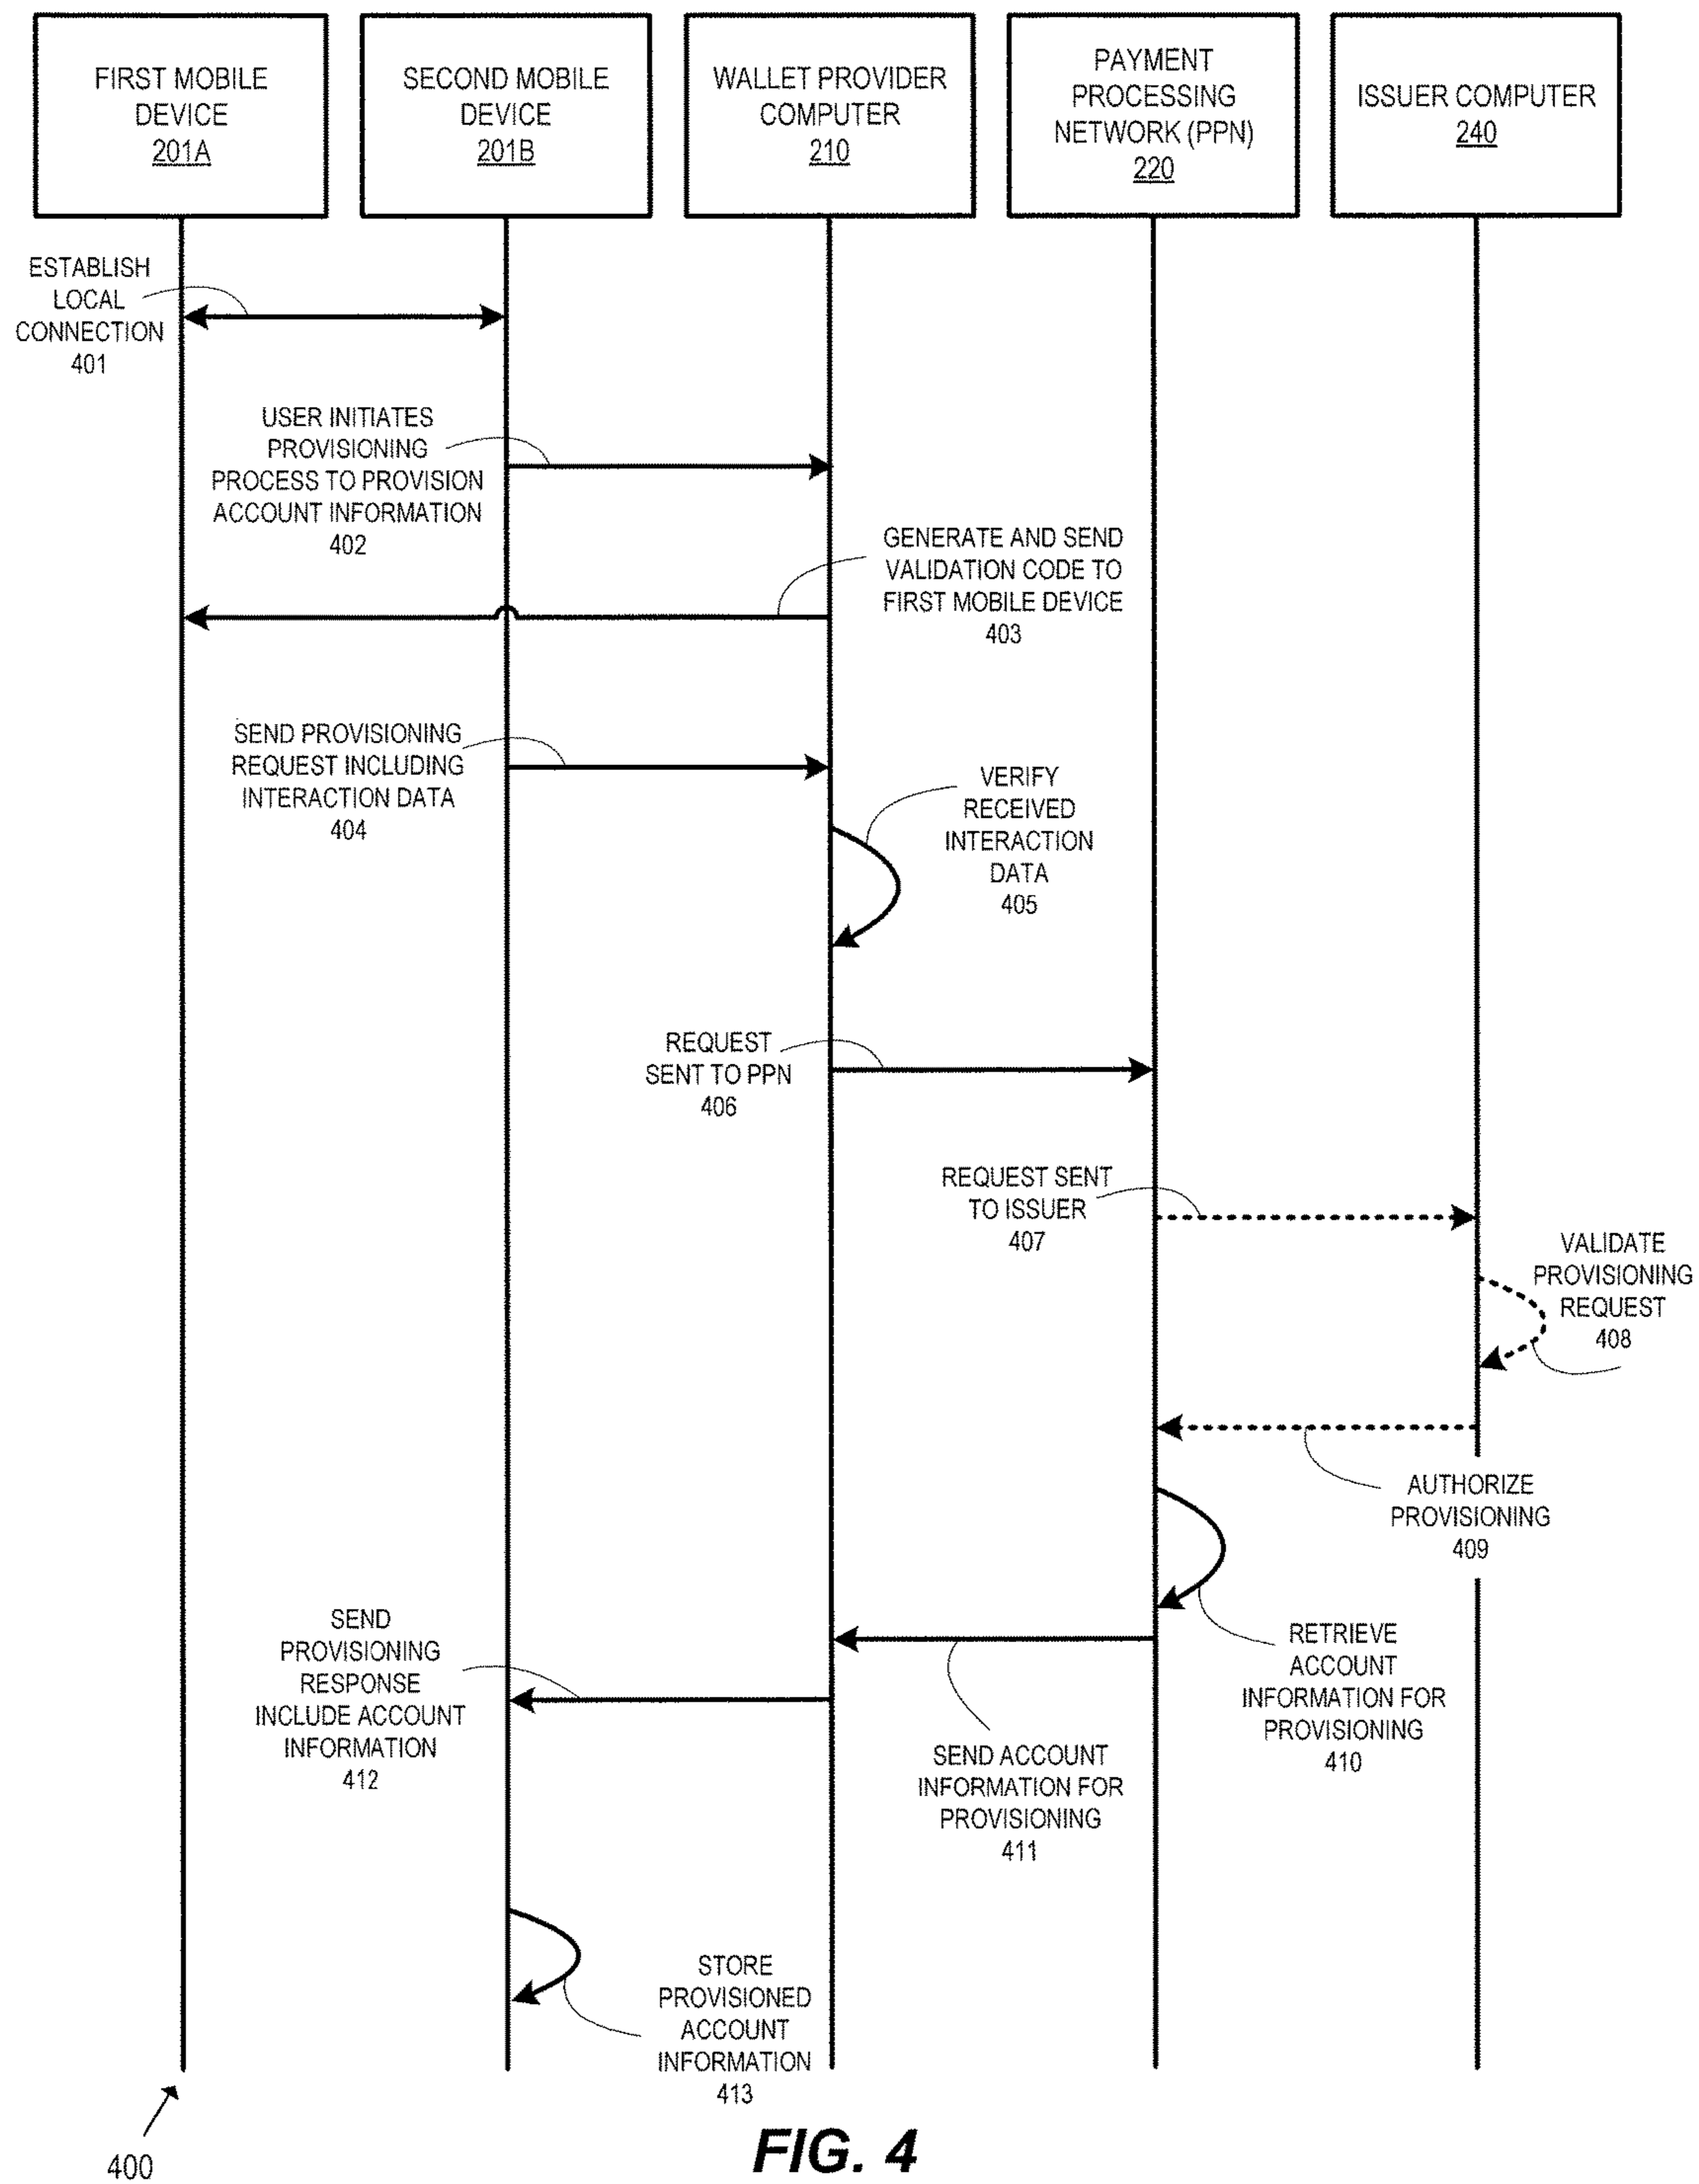 FIRST MOBILE
DEVICE
201A
SECOND MOBILE
DEVICE
201B
WALLET PROVIDER
COMPUTER
210
PAYMENT
PROCESSING
NETWORK (PPN)
220
ISSUER COMPUTER
240
ESTABLISH
LOCAL
CONNECTION
401
USER INITIATES
PROVISIONING
PROCESS TO PROVISION
ACCOUNT INFORMATION
402
GENERATE AND SEND
VALIDATION CODE TO
FIRST MOBILE DEVICE
403
SEND PROVISIONING
REQUEST INCLUDING
INTERACTION DATA
404
VERIFY
RECEIVED
INTERACTION
DATA
405
REQUEST
SENT TO PPN
406
REQUEST SENT
TO ISSUER
407
VALIDATE
PROVISIONING
REQUEST
408
AUTHORIZE
PROVISIONING
409
RETRIEVE
ACCOUNT
INFORMATION FOR
PROVISIONING
410
SEND ACCOUNT
INFORMATION FOR
PROVISIONING
411
SEND
PROVISIONING
RESPONSE
INCLUDE ACCOUNT
INFORMATION
412
STORE
PROVISIONED
ACCOUNT
INFORMATION
413
400
FIG. 4